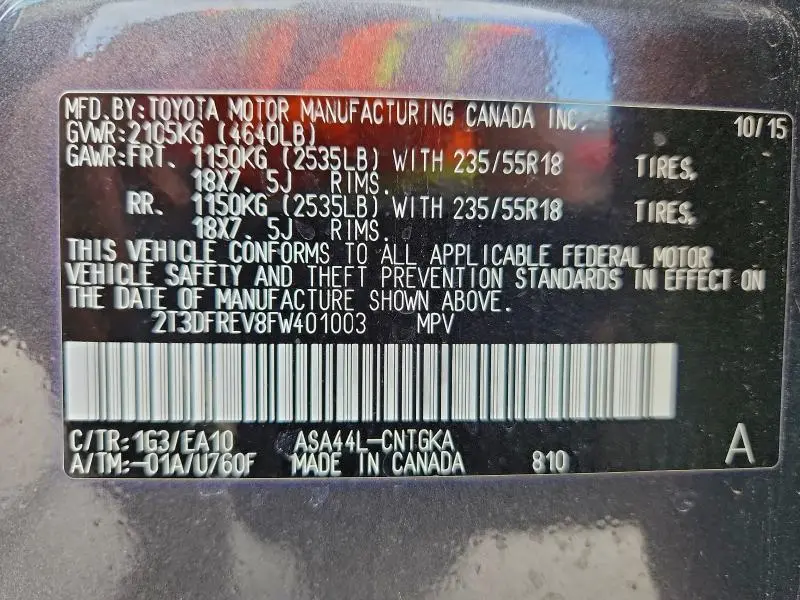 MFD.BY:TOYOTA MOTOR MANUFACTURING CANADA INC. 10/15
GVWR:2105KG (4640LB)
GAWR:FRT. 1150KG (2535LB) WITH 235/55R18 TIRES,
18X7. 5J RIMS.
RR. 1150KG (2535LB) WITH 235/55R18 TIRES,
18X7. 5J RIMS.
THIS VEHICLE CONFORMS TO ALL APPLICABLE FEDERAL MOTOR
VEHICLE SAFETY AND THEFT PREVENTION STANDARDS IN EFFECT ON
THE DATE OF MANUFACTURE SHOWN ABOVE.
2T3DFREV8FW401003 MPV
C/TR:1G3/EA10 ASA44L-CNTGKA A
A/TM:-01A/U760F MADE IN CANADA 810